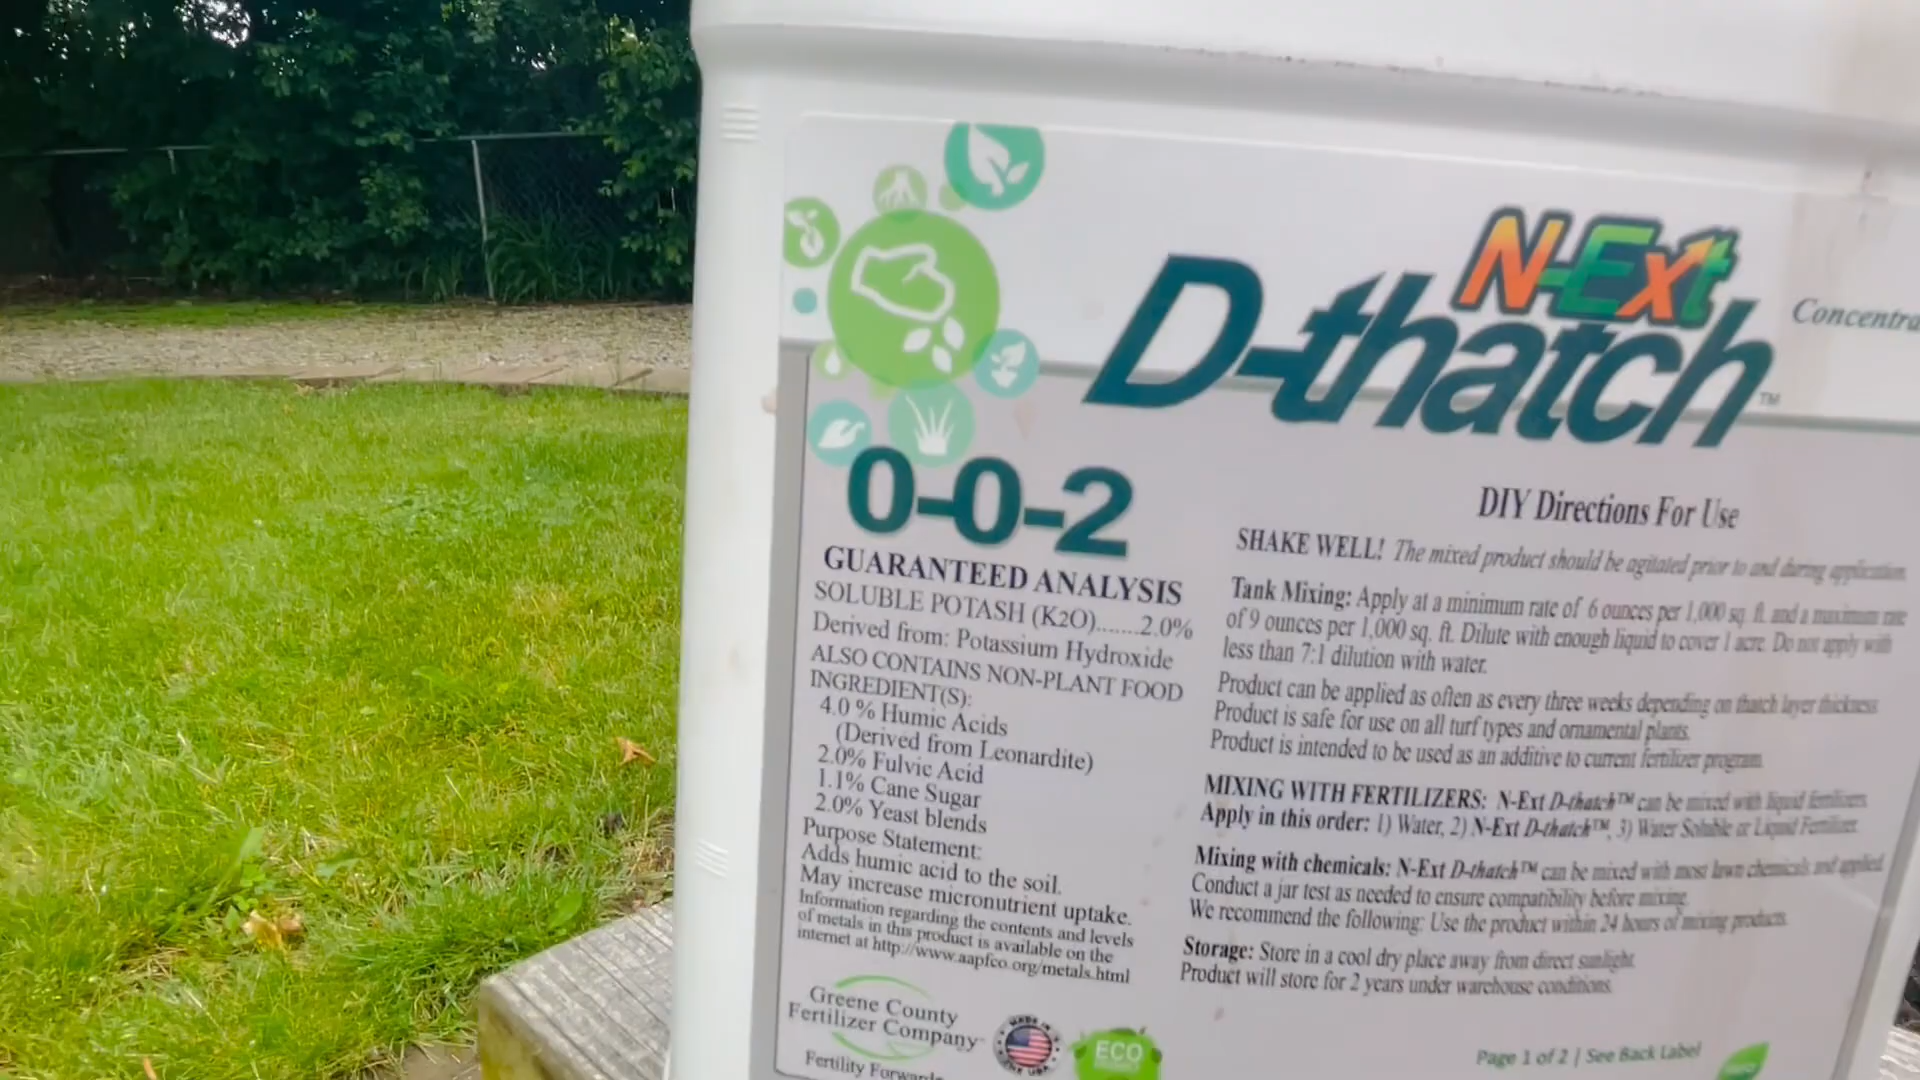 N-Ext
D-thatch™
Concentra
0-0-2
GUARANTEED ANALYSIS
SOLUBLE POTASH (K2O).......2.0%
Derived from: Potassium Hydroxide
ALSO CONTAINS NON-PLANT FOOD
INGREDIENT(S):
4.0 % Humic Acids
(Derived from Leonardite)
2.0% Fulvic Acid
1.1% Cane Sugar
2.0% Yeast blends
Purpose Statement:
Adds humic acid to the soil.
May increase micronutrient uptake.
Information regarding the contents and levels
of metals in this product is available on the
internet at http://www.aapfco.org/metals.html
Greene County
Fertilizer Company
Fertility Forwards
MADE IN
THE USA
ECO
DIY Directions For Use
SHAKE WELL! The mixed product should be agitated prior to and during application.
Tank Mixing: Apply at a minimum rate of 6 ounces per 1,000 sq. ft. and a maximum rate
of 9 ounces per 1,000 sq. ft. Dilute with enough liquid to cover 1 acre. Do not apply with
less than 7:1 dilution with water.
Product can be applied as often as every three weeks depending on thatch layer thickness.
Product is safe for use on all turf types and ornamental plants.
Product is intended to be used as an additive to current fertilizer program.
MIXING WITH FERTILIZERS: N-Ext D-thatch™ can be mixed with liquid fertilizers.
Apply in this order: 1) Water, 2) N-Ext D-thatch™, 3) Water Soluble or Liquid Fertilizer.
Mixing with chemicals: N-Ext D-thatch™ can be mixed with most lawn chemicals and applied.
Conduct a jar test as needed to ensure compatibility before mixing.
We recommend the following: Use the product within 24 hours of mixing products.
Storage: Store in a cool dry place away from direct sunlight.
Product will store for 2 years under warehouse conditions.
Page 1 of 2 | See Back Label